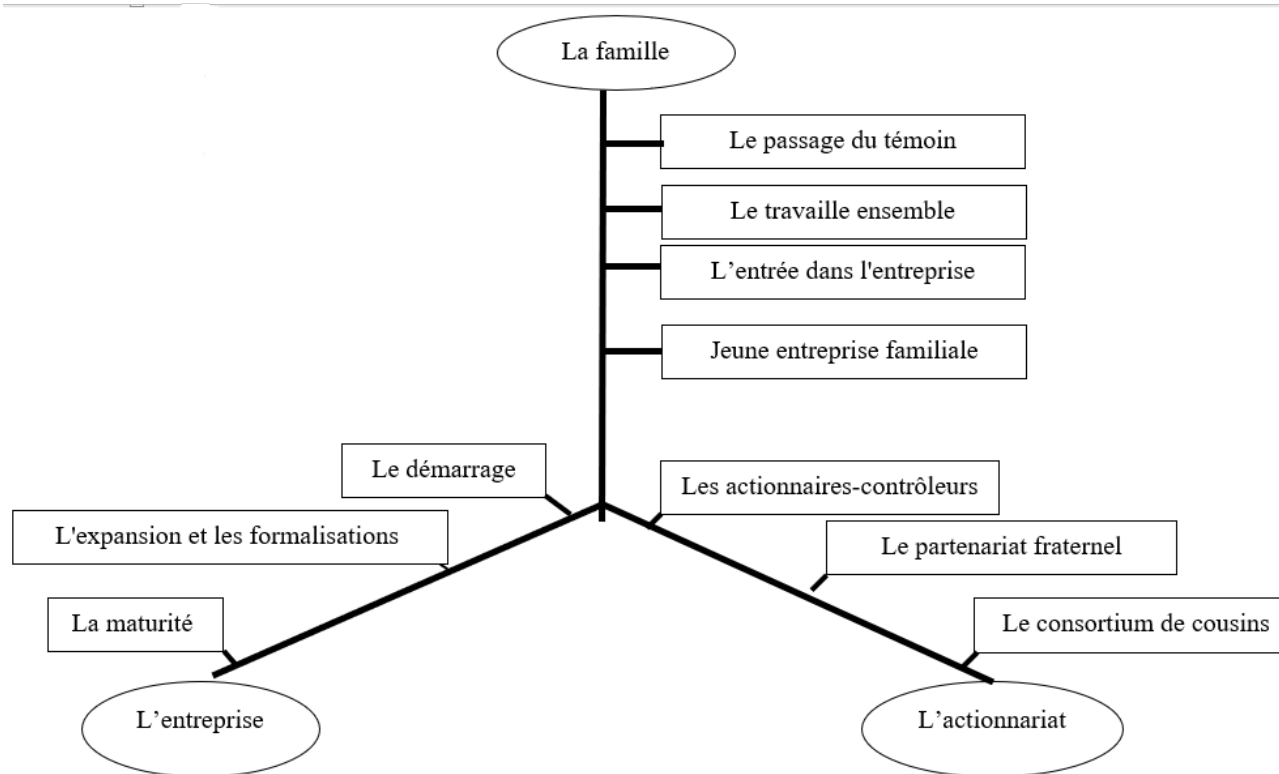 La famille
Le passage du témoin
Le travaille ensemble
L’entrée dans l'entreprise
Jeune entreprise familiale
Le démarrage
Les actionnaires-contrôleurs
L'expansion et les formalisations
Le partenariat fraternel
La maturité
Le consortium de cousins
L’entreprise
L’actionnariat